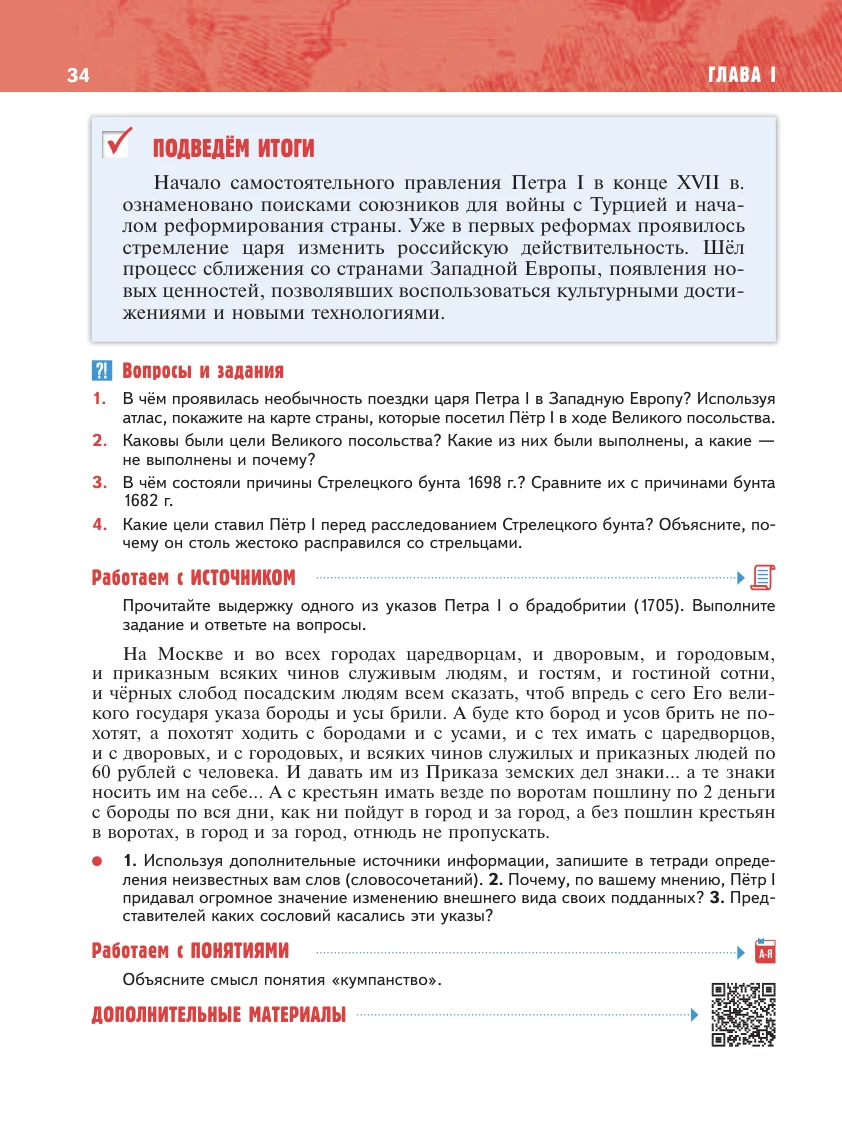 34
ГЛАВА I
ПОДВЕДЁМ ИТОГИ
Начало самостоятельного правления Петра I в конце XVII в.
ознаменовано поисками союзников для войны с Турцией и нача-
лом реформирования страны. Уже в первых реформах проявилось
стремление царя изменить российскую действительность. Шёл
процесс сближения со странами Западной Европы, появления но-
вых ценностей, позволявших воспользоваться культурными дости-
жениями и новыми технологиями.
?! Вопросы и задания
1. В чём проявилась необычность поездки царя Петра I в Западную Европу? Используя
атлас, покажите на карте страны, которые посетил Пётр I в ходе Великого посольства.
2. Каковы были цели Великого посольства? Какие из них были выполнены, а какие —
не выполнены и почему?
3. В чём состояли причины Стрелецкого бунта 1698 г.? Сравните их с причинами бунта
1682 г.
4. Какие цели ставил Пётр I перед расследованием Стрелецкого бунта? Объясните, по-
чему он столь жестоко расправился со стрельцами.
Работаем с ИСТОЧНИКОМ
Прочитайте выдержку одного из указов Петра I о брадобритии (1705). Выполните
задание и ответьте на вопросы.
На Москве и во всех городах царедворцам, и дворовым, и городовым,
и приказным всяких чинов служивым людям, и гостям, и гостиной сотни,
и чёрных слобод посадским людям всем сказать, чтоб впредь с сего Его вели-
кого государя указа бороды и усы брили. А буде кто бород и усов брить не по-
хотят, а похотят ходить с бородами и с усами, и с тех имать с царедворцов,
и с дворовых, и с городовых, и всяких чинов служилых и приказных людей по
60 рублей с человека. И давать им из Приказа земских дел знаки... а те знаки
носить им на себе... А с крестьян имать везде по воротам пошлину по 2 деньги
с бороды по вся дни, как ни пойдут в город и за город, а без пошлин крестьян
в воротах, в город и за город, отнюдь не пропускать.
● 1. Используя дополнительные источники информации, запишите в тетради опреде-
ления неизвестных вам слов (словосочетаний). 2. Почему, по вашему мнению, Пётр I
придавал огромное значение изменению внешнего вида своих подданных? 3. Пред-
ставителей каких сословий касались эти указы?
Работаем с ПОНЯТИЯМИ
А-Я
Объясните смысл понятия «кумпанство».
ДОПОЛНИТЕЛЬНЫЕ МАТЕРИАЛЫ